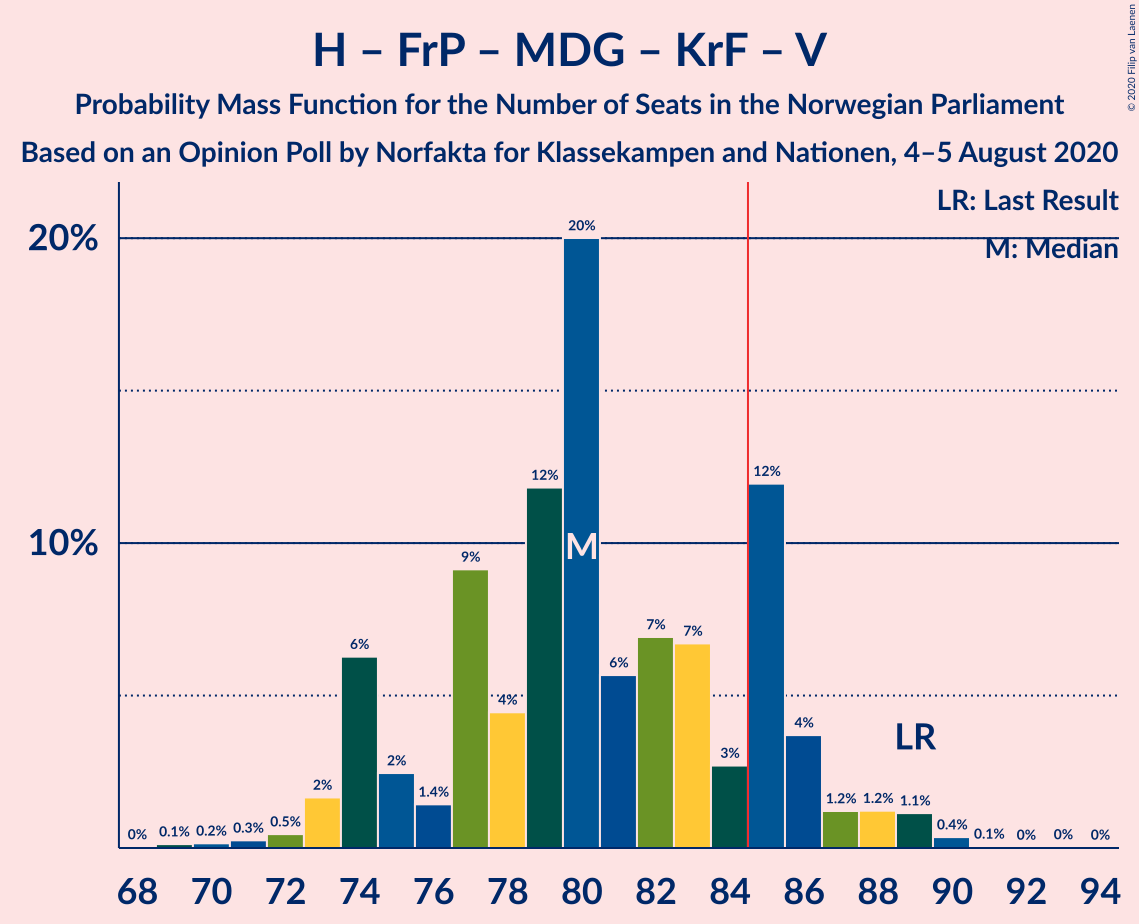 H – FrP – MDG – KrF – V
Probability Mass Function for the Number of Seats in the Norwegian Parliament
Based on an Opinion Poll by Norfakta for Klassekampen and Nationen, 4–5 August 2020
© 2020 Filip van Laenen
LR: Last Result
M: Median
20%
10%
0% 0.1% 0.2% 0.3% 0.5% 2% 6% 2% 1.4% 9% 4% 12% 20% 6% 7% 7% 3% 12% 4% 1.2% 1.2% 1.1% 0.4% 0.1% 0% 0% 0%
M
LR
68 70 72 74 76 78 80 82 84 86 88 90 92 94